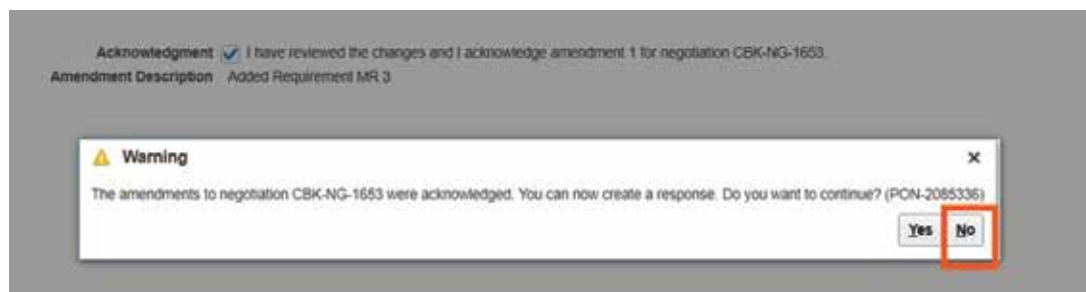 Acknowledgment I have reviewed the changes and I acknowledge amendment 1 for negotiation CBK-NG-1653.
Amendment Description Added Requirement MR 3
Warning
The amendments to negotiation CBK-NG-1653 were acknowledged. You can now create a response. Do you want to continue? (PON-2085336)
Yes No